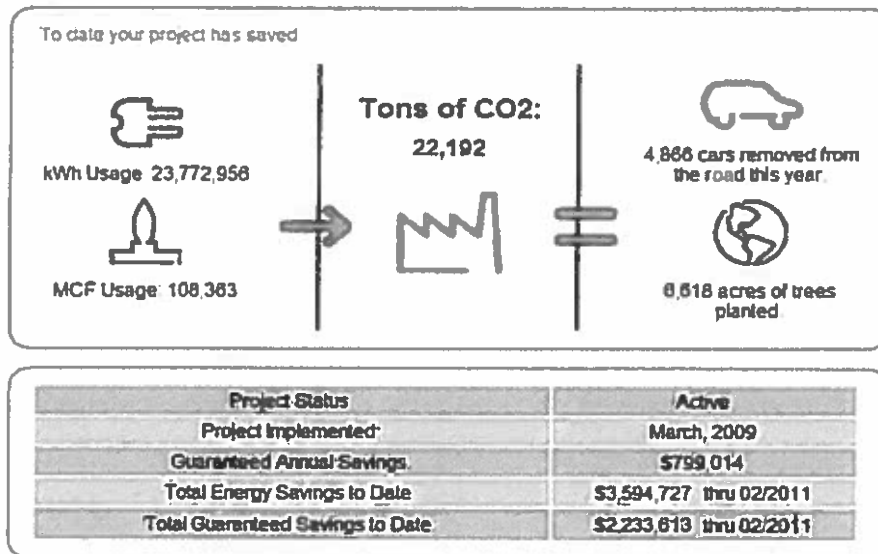 To date your project has saved
Tons of CO2:
22,192
kWh Usage: 23,772,956
4,866 cars removed from
the road this year.
MCF Usage: 108,363
6,618 acres of trees
planted
Project Status Active
Project Implemented: March, 2009
Guaranteed Annual Savings. $799,014
Total Energy Savings to Date $3,594,727 thru 02/2011
Total Guaranteed Savings to Date $2,233,613 thru 02/2011